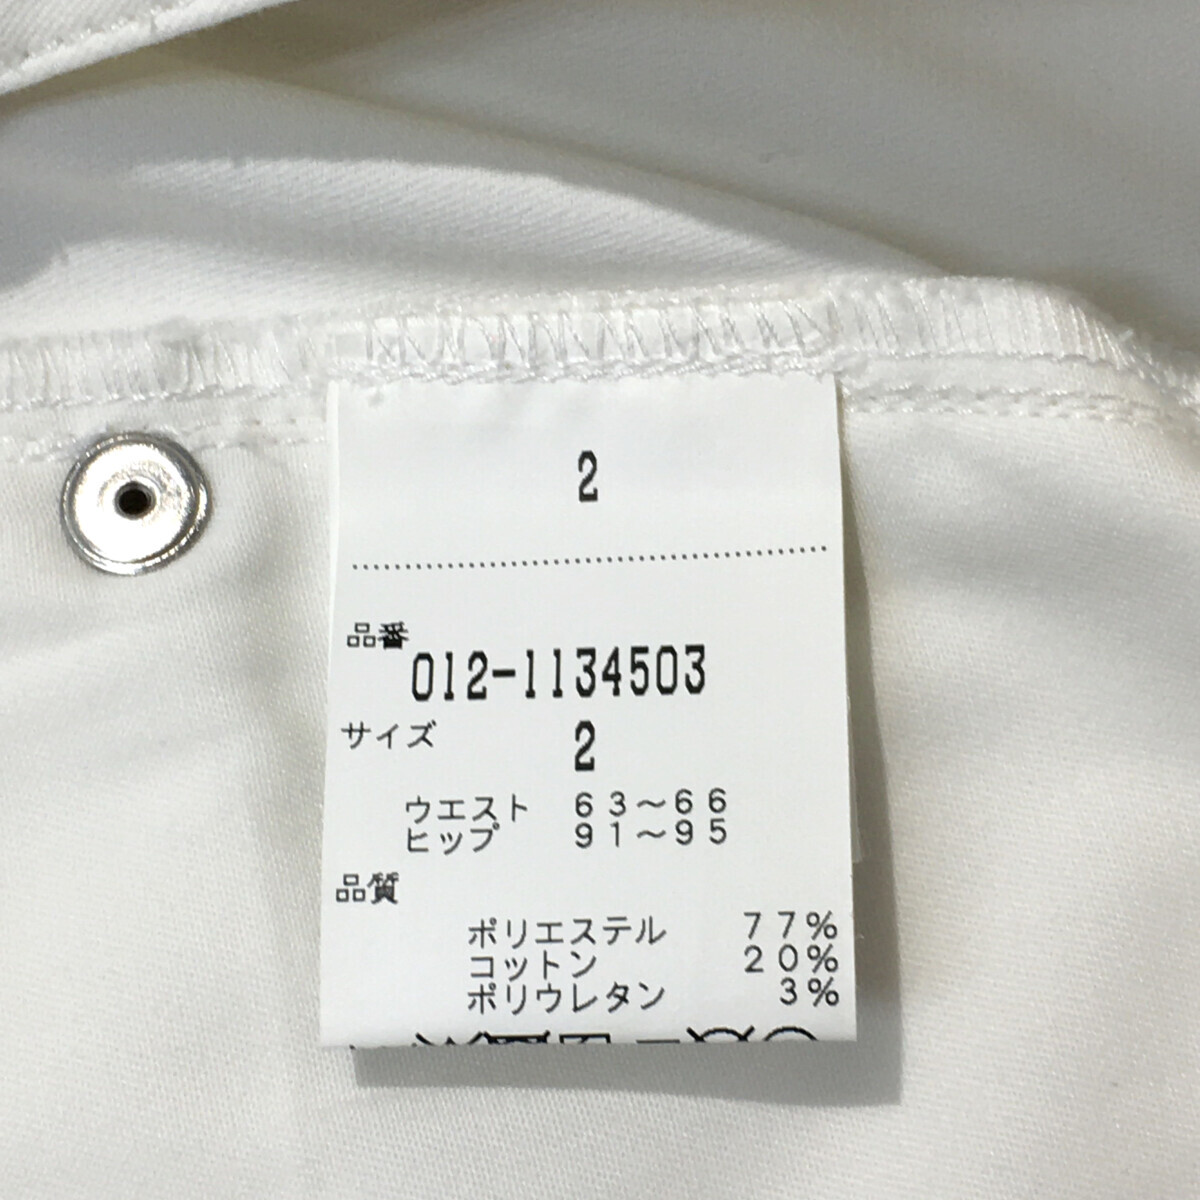 2
品番
012-1134503
サイズ 2
ウエスト 63～66
ヒップ 91～95
品質
ポリエステル 77%
コットン 20%
ポリウレタン 3%